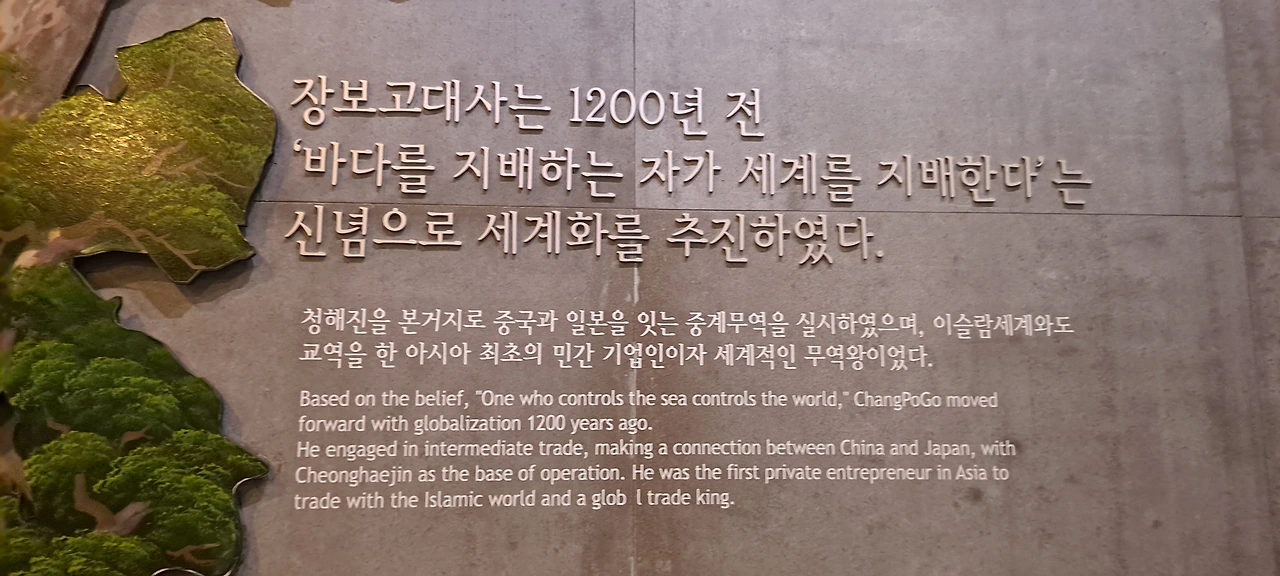 장보고대사는 1200년 전
‘바다를 지배하는 자가 세계를 지배한다’는
신념으로 세계화를 추진하였다.
청해진을 본거지로 중국과 일본을 잇는 중계무역을 실시하였으며, 이슬람세계와도
교역을 한 아시아 최초의 민간 기업인이자 세계적인 무역왕이었다.
Based on the belief, "One who controls the sea controls the world," ChangPoGo moved
forward with globalization 1200 years ago.
He engaged in intermediate trade, making a connection between China and Japan, with
Cheonghaejin as the base of operation. He was the first private entrepreneur in Asia to
trade with the Islamic world and a glob l trade king.